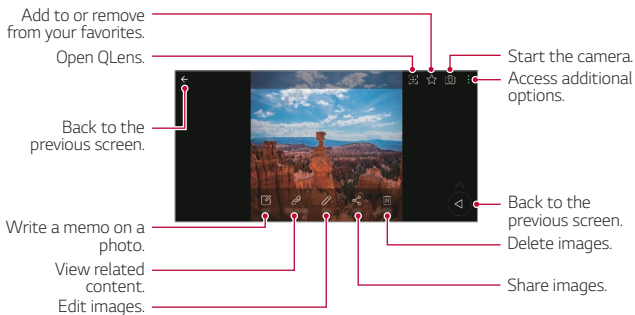 Add to or remove
from your favorites.
Open QLens.
Start the camera.
Access additional
options.
Back to the
previous screen.
Back to the
previous screen.
Write a memo on a
photo.
Delete images.
View related
content.
Share images.
Edit images.